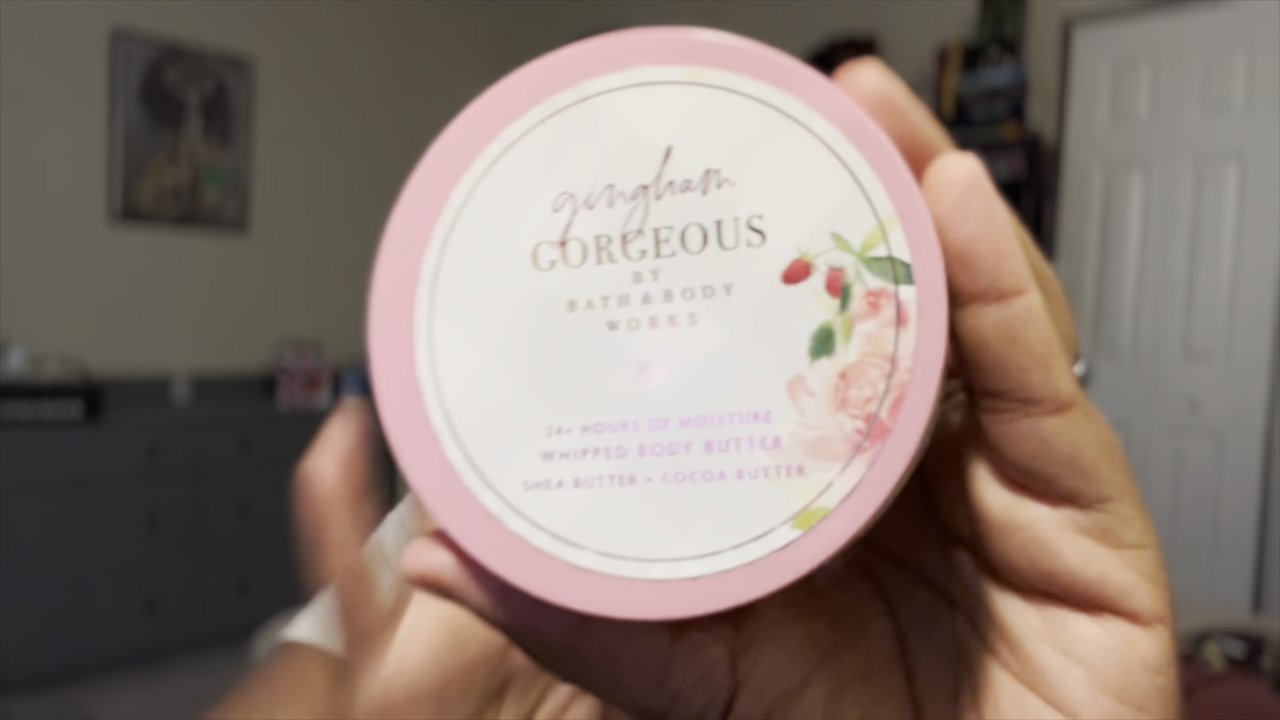 gingham
GORGEOUS
BY
BATH & BODY
WORKS
24+ HOURS OF MOISTURE
WHIPPED BODY BUTTER
SHEA BUTTER • COCOA BUTTER